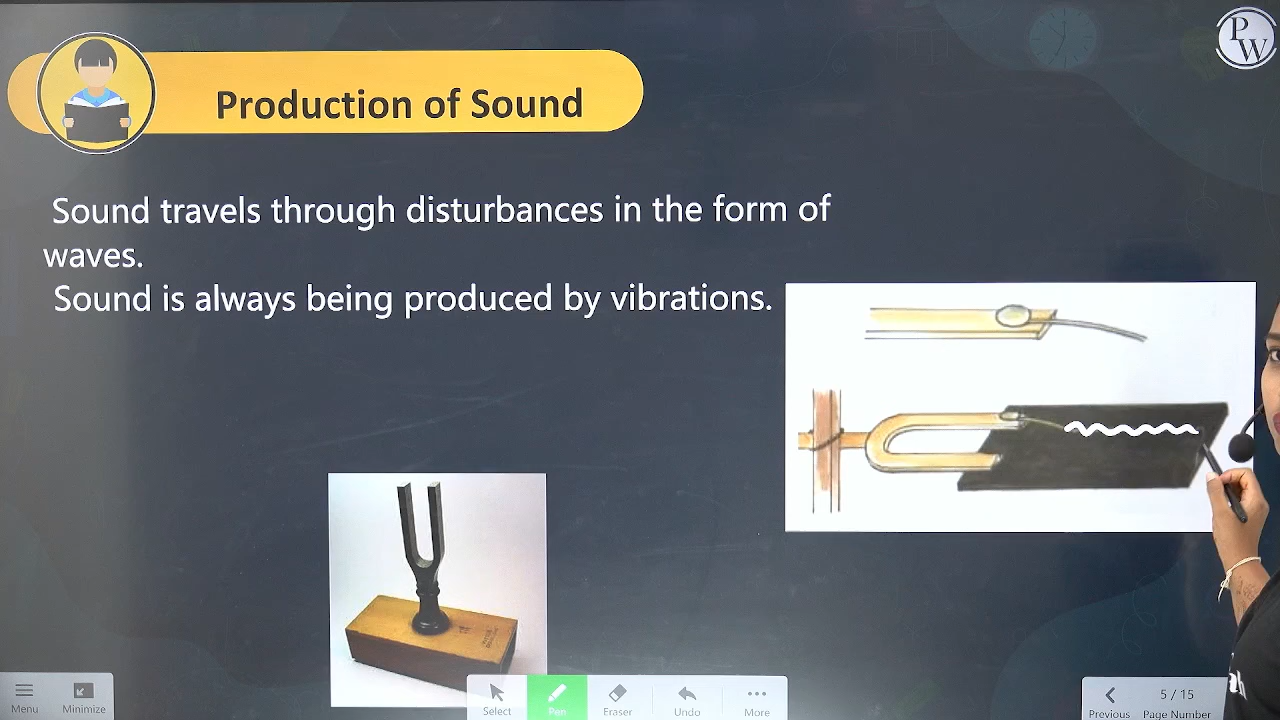 PW
Production of Sound
Sound travels through disturbances in the form of
waves.
Sound is always being produced by vibrations.
Menu
Minimize
Select
Pen
Eraser
Undo
More
Previous
5 / 15
Page Number